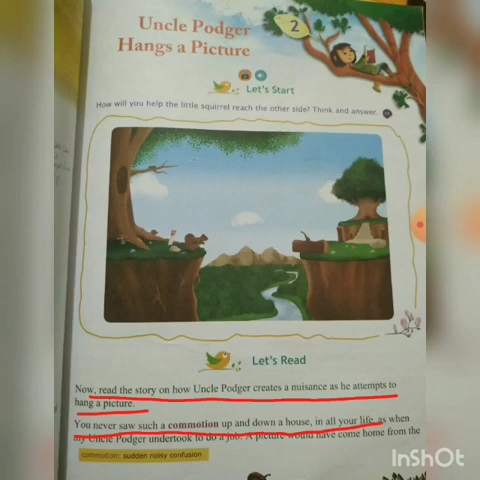 Uncle Podger
Hangs a Picture
2
Let's Start
How will you help the little squirrel reach the other side? Think and answer.
Let's Read
Now, read the story on how Uncle Podger creates a nuisance as he attempts to
hang a picture.
You never saw such a commotion up and down a house, in all your life, as when
my Uncle Podger undertook to do a job. A picture would have come home from the
commotion: sudden noisy confusion
InShOt